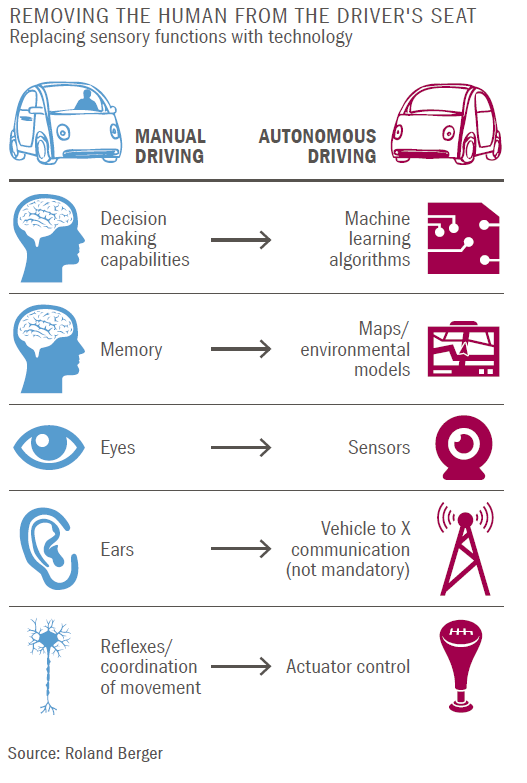 REMOVING THE HUMAN FROM THE DRIVER'S SEAT
Replacing sensory functions with technology
MANUAL
DRIVING
AUTONOMOUS
DRIVING
Decision
making
capabilities
Machine
learning
algorithms
Memory
Maps/
environmental
models
Eyes
Sensors
Ears
Vehicle to X
communication
(not mandatory)
Reflexes/
coordination
of movement
Actuator control
Source: Roland Berger